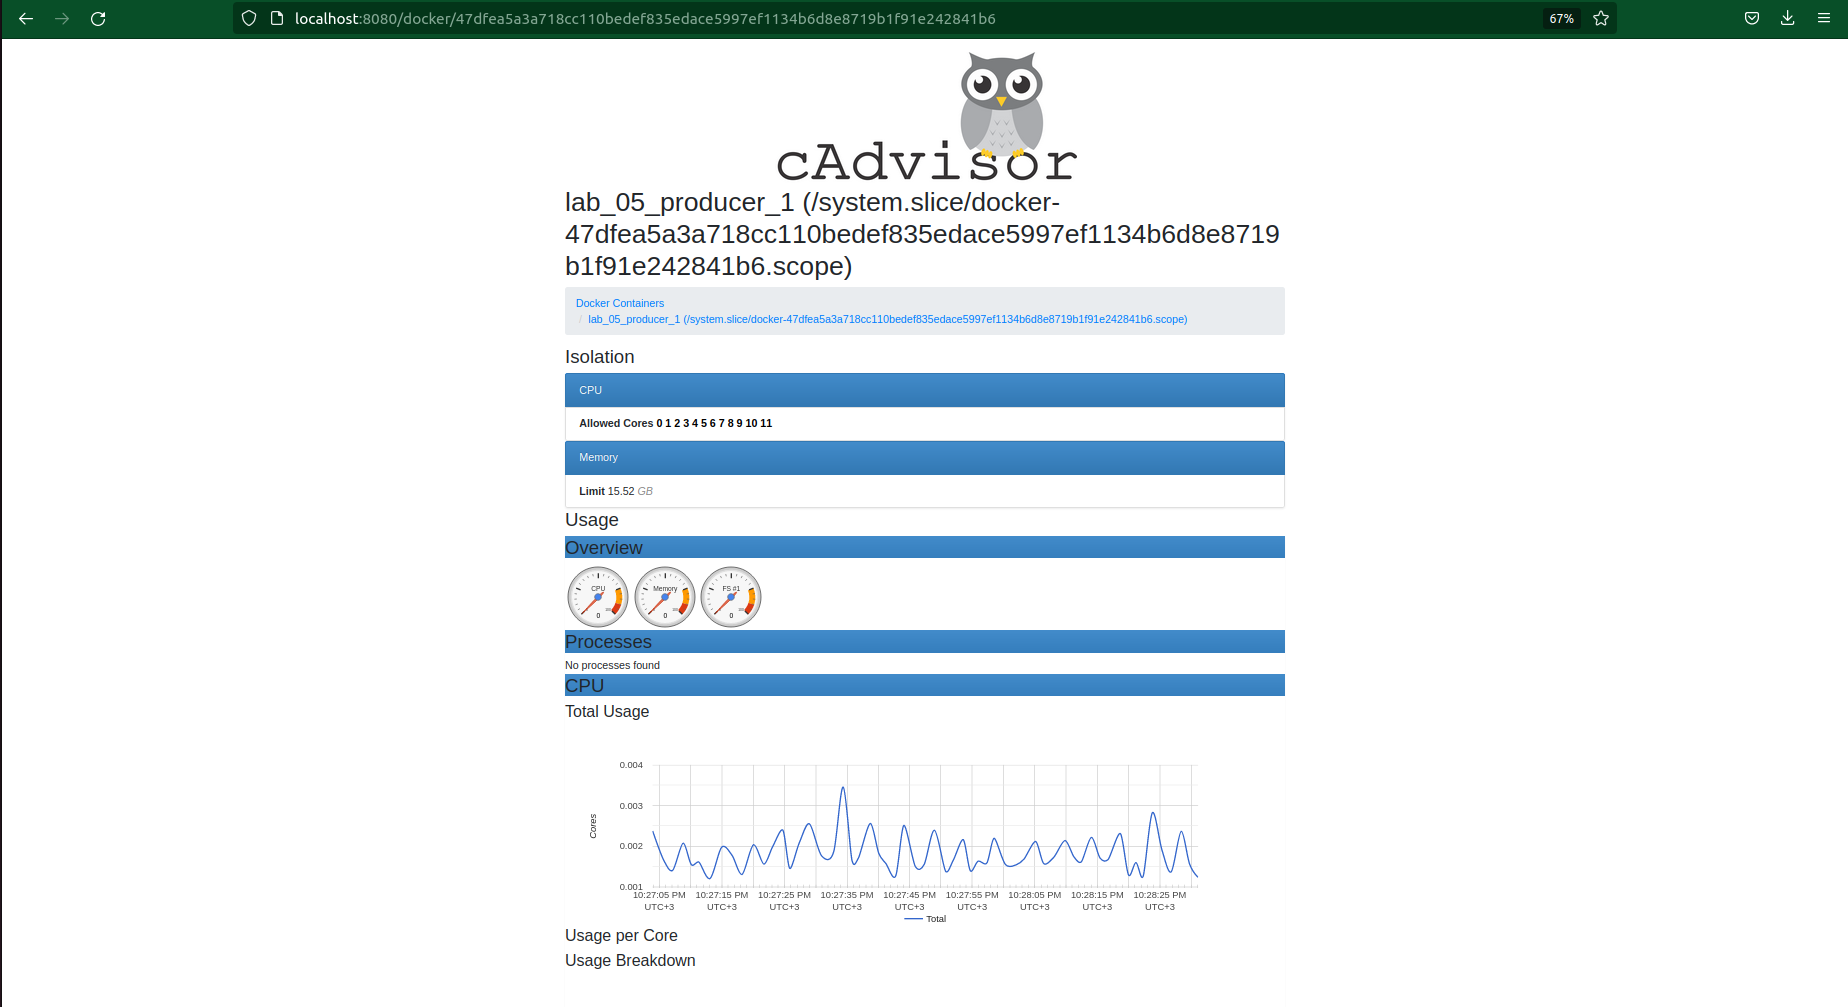 localhost:8080/docker/47dfea5a3a718cc110bedef835edace5997ef1134b6d8e8719b1f91e242841b6
67%
cAdvisor
lab_05_producer_1 (/system.slice/docker-
47dfea5a3a718cc110bedef835edace5997ef1134b6d8e8719
b1f91e242841b6.scope)
Docker Containers
/ lab_05_producer_1 (/system.slice/docker-47dfea5a3a718cc110bedef835edace5997ef1134b6d8e8719b1f91e242841b6.scope)
Isolation
CPU
Allowed Cores 0 1 2 3 4 5 6 7 8 9 10 11
Memory
Limit 15.52 GB
Usage
Overview
CPU Memory FS #1
0 0 0
Processes
No processes found
CPU
Total Usage
0.004
0.003
Cores
0.002
0.001
10:27:05 PM 10:27:15 PM 10:27:25 PM 10:27:35 PM 10:27:45 PM 10:27:55 PM 10:28:05 PM 10:28:15 PM 10:28:25 PM
UTC+3 UTC+3 UTC+3 UTC+3 UTC+3 UTC+3 UTC+3 UTC+3 UTC+3
Total
Usage per Core
Usage Breakdown